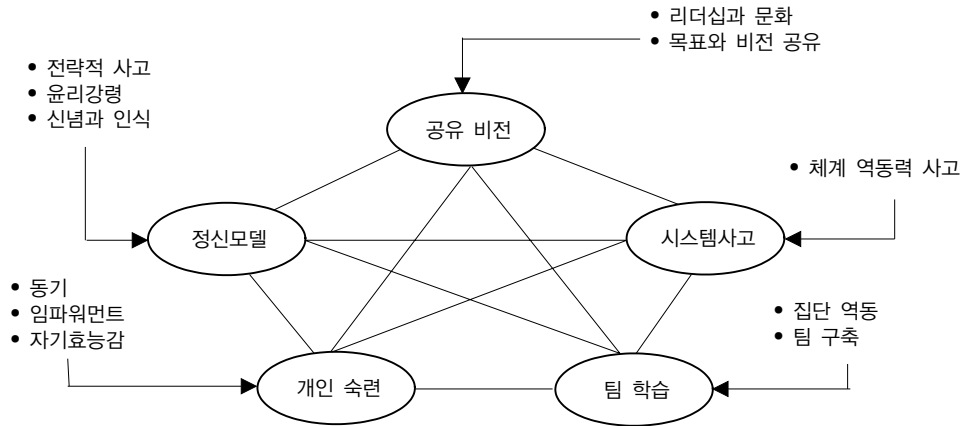 • 리더십과 문화
• 목표와 비전 공유
• 전략적 사고
• 윤리강령
• 신념과 인식
공유 비전
• 체계 역동력 사고
정신모델
시스템사고
• 동기
• 임파워먼트
• 자기효능감
• 집단 역동
• 팀 구축
개인 숙련
팀 학습